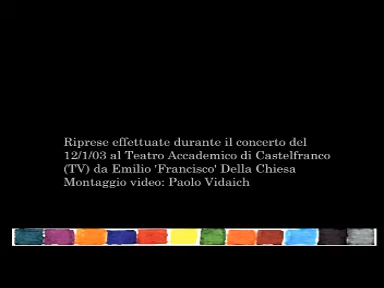 Riprese effettuate durante il concerto del
12/1/03 al Teatro Accademico di Castelfranco
(TV) da Emilio 'Francisco' Della Chiesa
Montaggio video: Paolo Vidaich